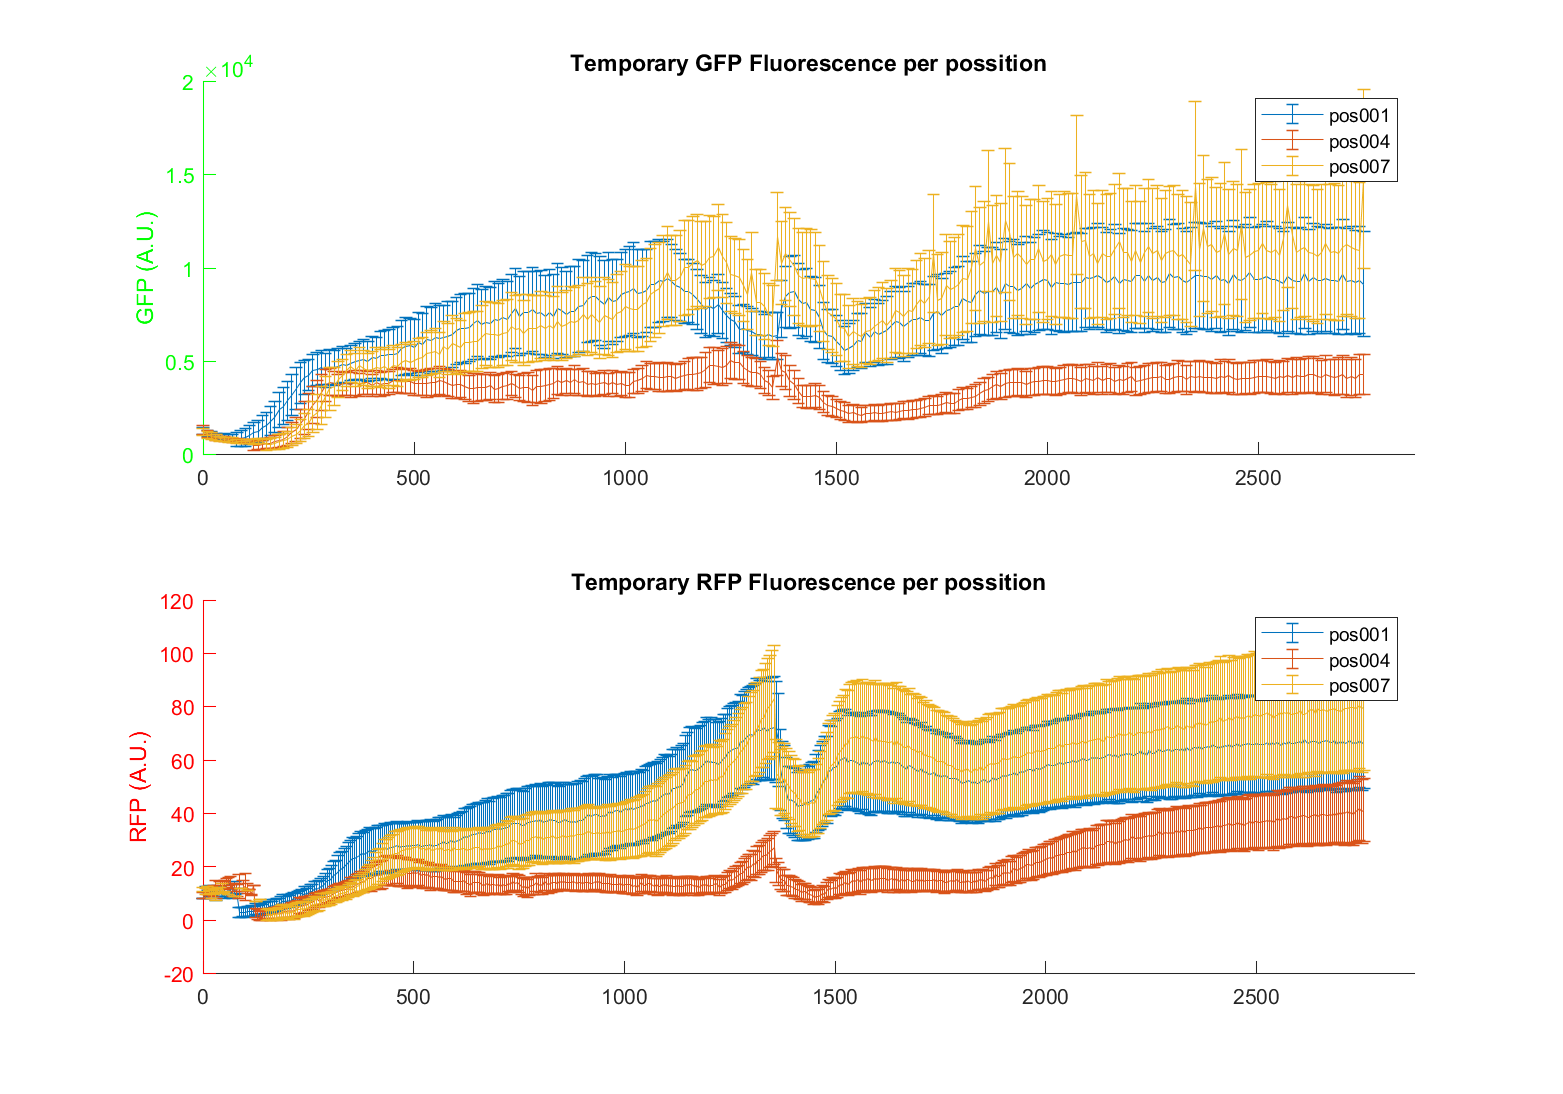 Temporary GFP Fluorescence per possition
×10⁴
2
1.5
1
0.5
0
GFP (A.U.)
0 500 1000 1500 2000 2500
pos001
pos004
pos007
Temporary RFP Fluorescence per possition
120
100
80
60
40
20
0
-20
RFP (A.U.)
0 500 1000 1500 2000 2500
pos001
pos004
pos007